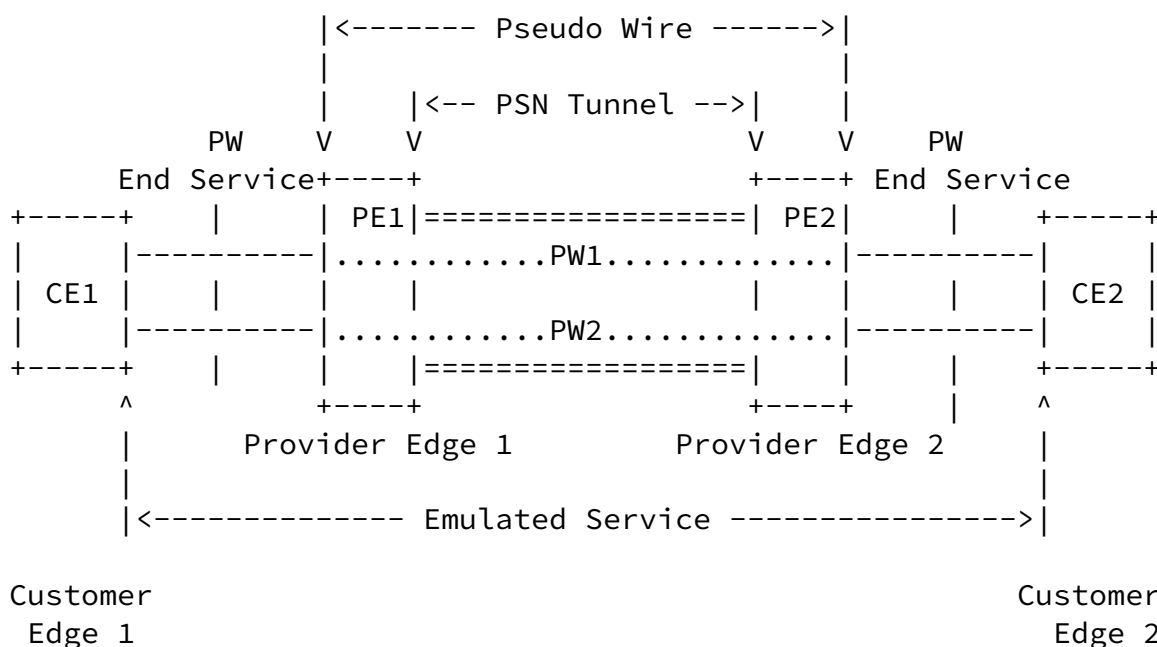 |<------- Pseudo Wire ------>|
|<-- PSN Tunnel -->|
PW V V V V PW
End Service+----+ +----+ End Service
+-----+ | | PE1|==================| PE2| | +-----+
| |----------|............PW1.............|----------| |
| CE1 | | | | | | | | CE2 |
| |----------|............PW2.............|----------| |
+-----+ | | |==================| | | +-----+
^ +----+ +----+ | ^
| Provider Edge 1 Provider Edge 2 |
|<-------------- Emulated Service ---------------->|
Customer Customer
Edge 1 Edge 2